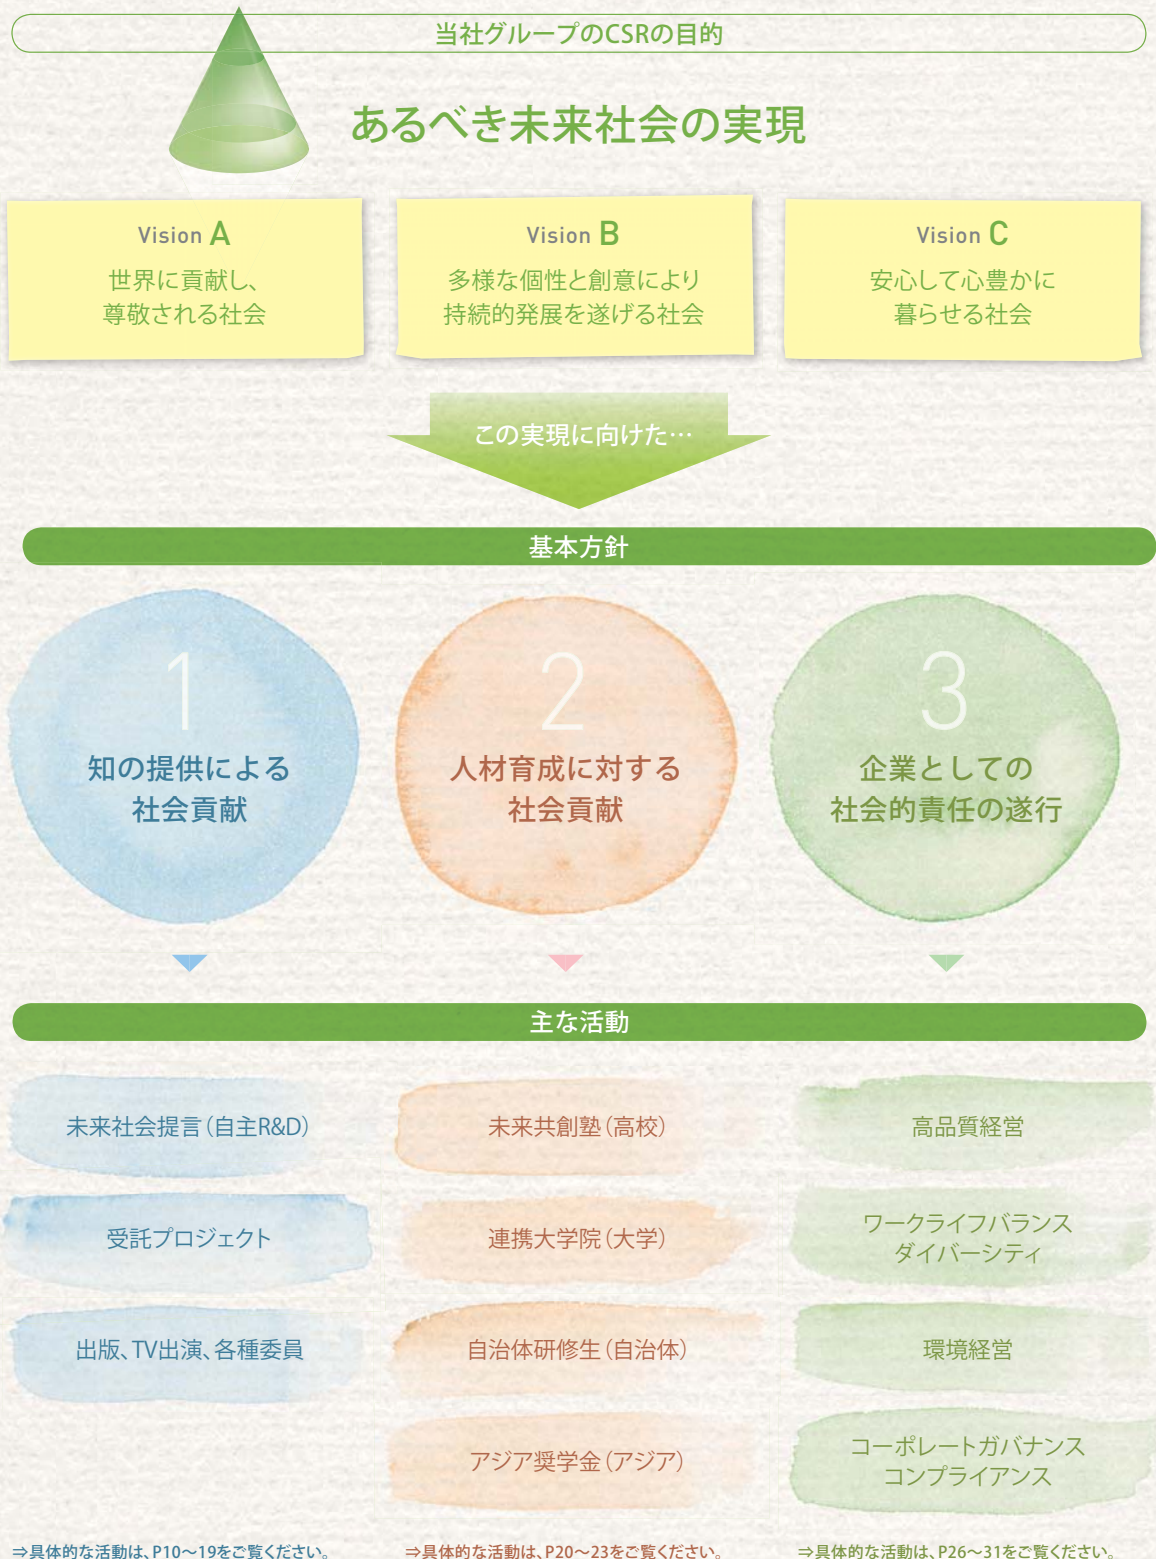 当社グループのCSRの目的
あるべき未来社会の実現
Vision A
世界に貢献し、
尊敬される社会
Vision B
多様な個性と創意により
持続的発展を遂げる社会
Vision C
安心して心豊かに
暮らせる社会
この実現に向けた…
基本方針
1
知の提供による
社会貢献
2
人材育成に対する
社会貢献
3
企業としての
社会的責任の遂行
主な活動
未来社会提言（自主R&D）
受託プロジェクト
出版、TV出演、各種委員
⇒具体的な活動は、P10～19をご覧ください。
未来共創塾（高校）
連携大学院（大学）
自治体研修生（自治体）
アジア奨学金（アジア）
⇒具体的な活動は、P20～23をご覧ください。
高品質経営
ワークライフバランス
ダイバーシティ
環境経営
コーポレートガバナンス
コンプライアンス
⇒具体的な活動は、P26～31をご覧ください。